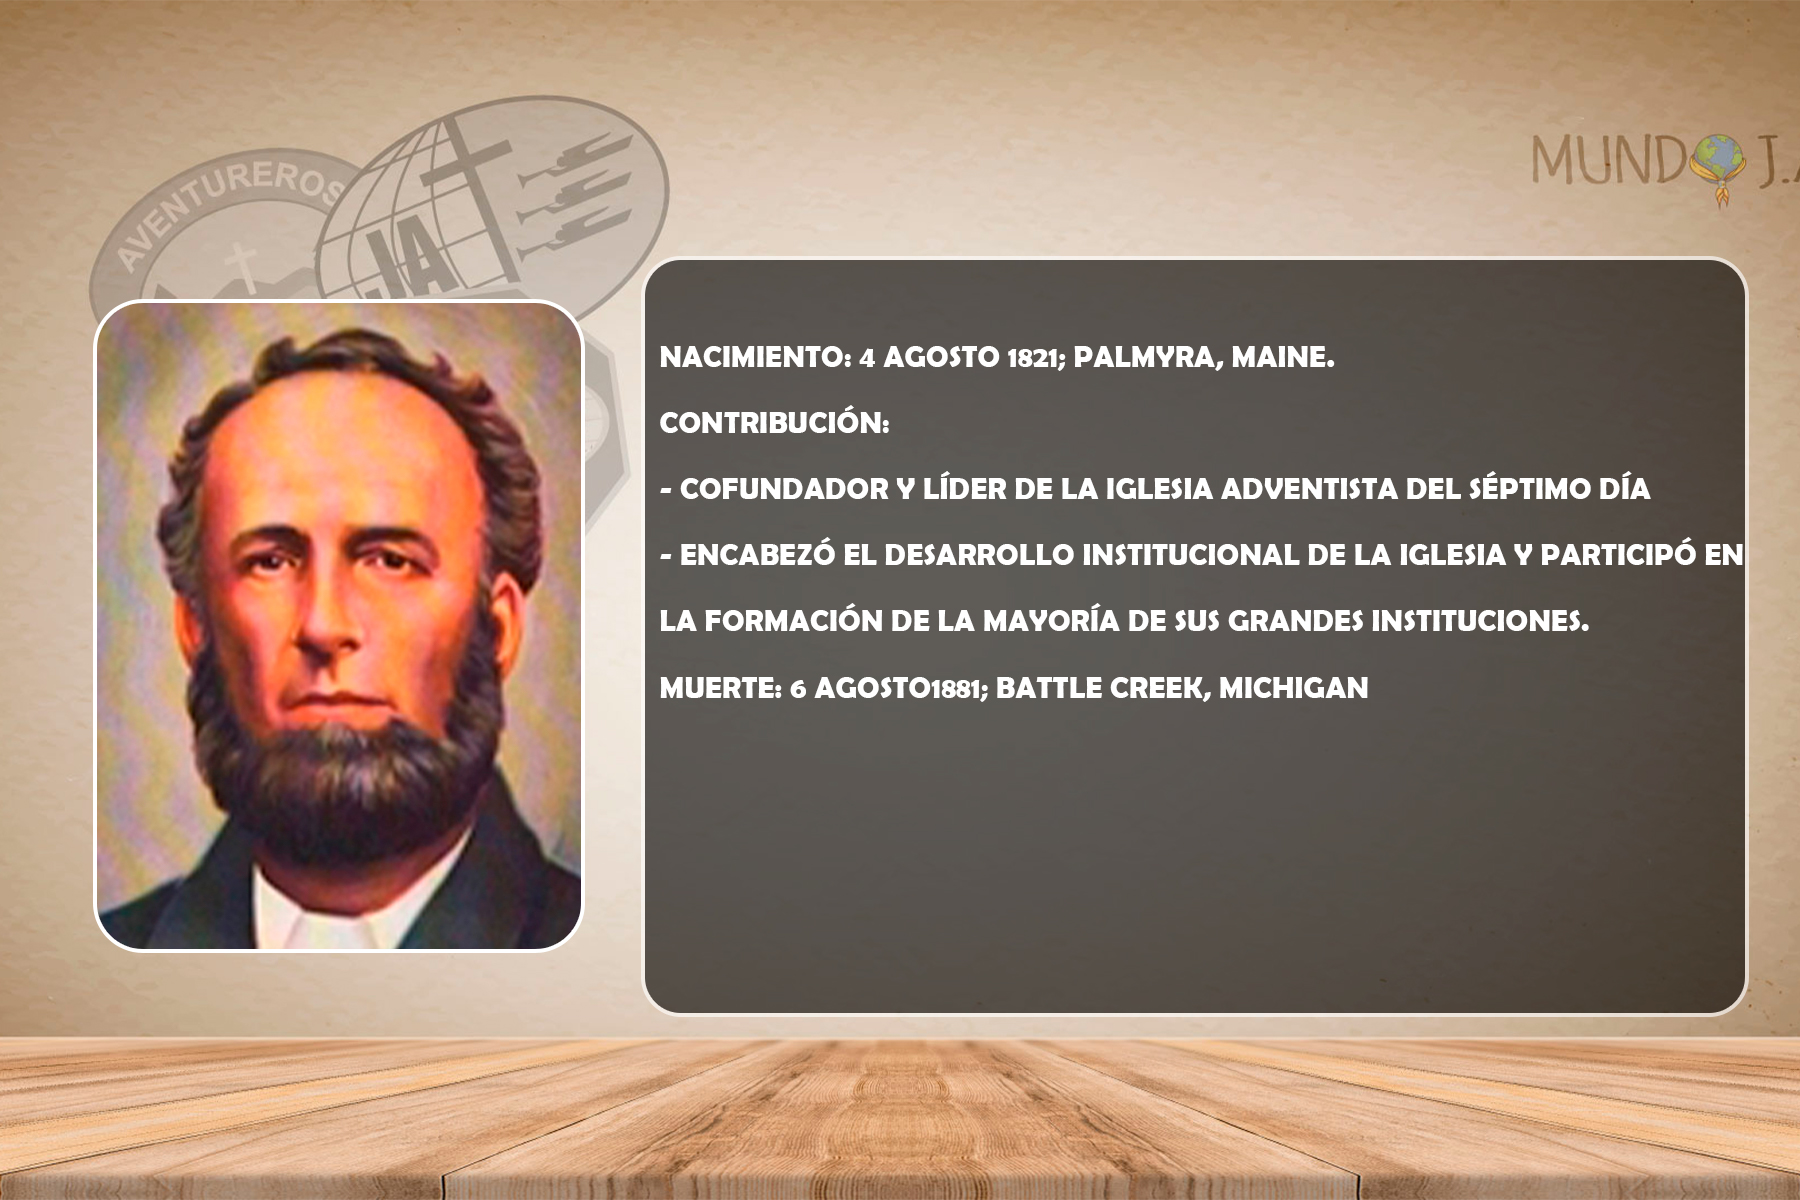 AVENTUREROS
JA
MUNDO J.A
NACIMIENTO: 4 AGOSTO 1821; PALMYRA, MAINE.
CONTRIBUCIÓN:
- COFUNDADOR Y LÍDER DE LA IGLESIA ADVENTISTA DEL SÉPTIMO DÍA
- ENCABEZÓ EL DESARROLLO INSTITUCIONAL DE LA IGLESIA Y PARTICIPÓ EN
LA FORMACIÓN DE LA MAYORÍA DE SUS GRANDES INSTITUCIONES.
MUERTE: 6 AGOSTO1881; BATTLE CREEK, MICHIGAN